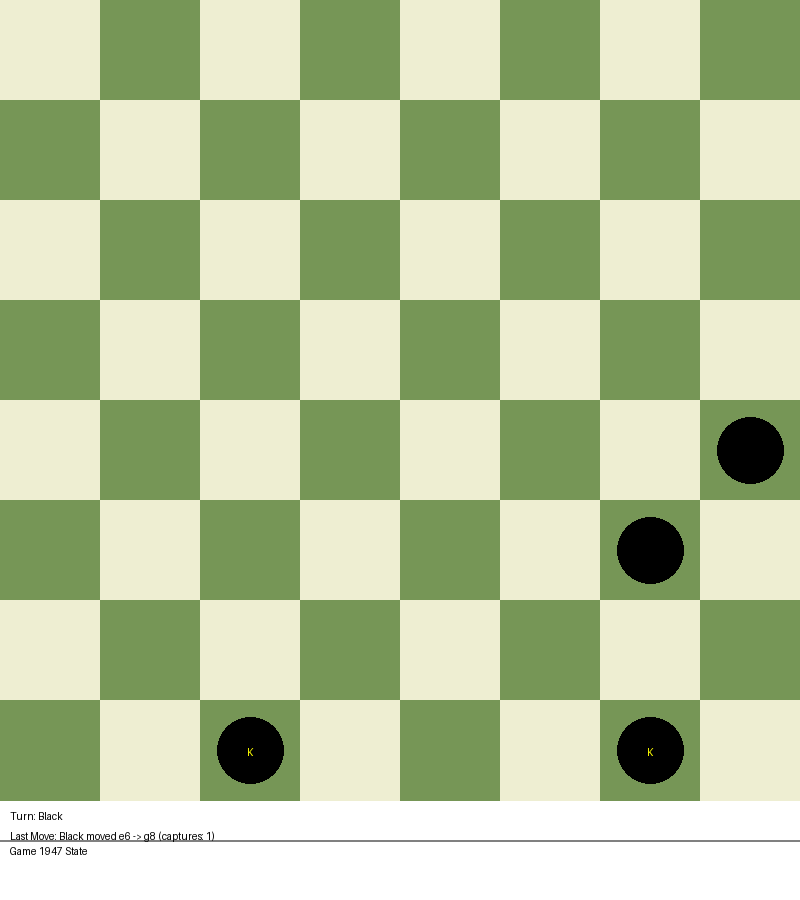 K
K
Turn: Black
Last Move: Black moved e6 -> g8 (captures: 1)
Game 1947 State